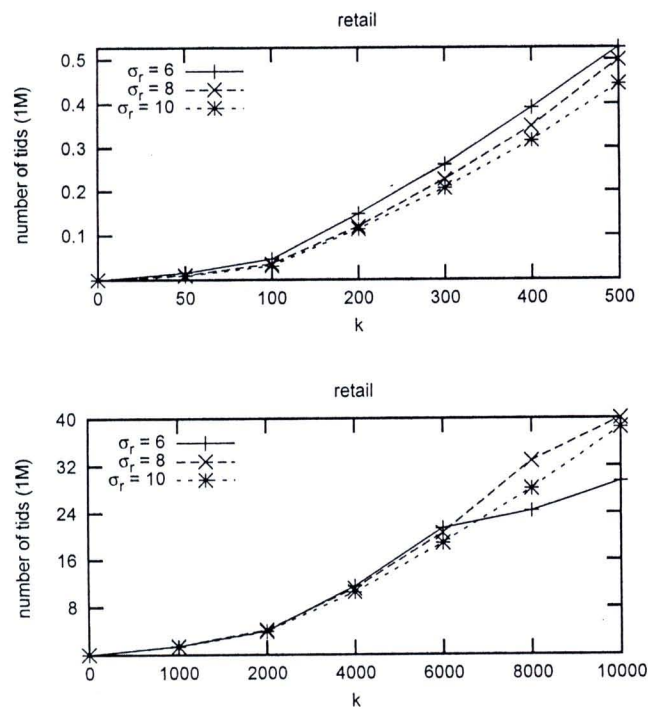 retail
number of tids (1M)
0.5
0.4
0.3
0.2
0.1
σr = 6
σr = 8
σr = 10
0 50 100 200 300 400 500
k
retail
number of tids (1M)
40
32
24
16
8
σr = 6
σr = 8
σr = 10
0 1000 2000 4000 6000 8000 10000
k